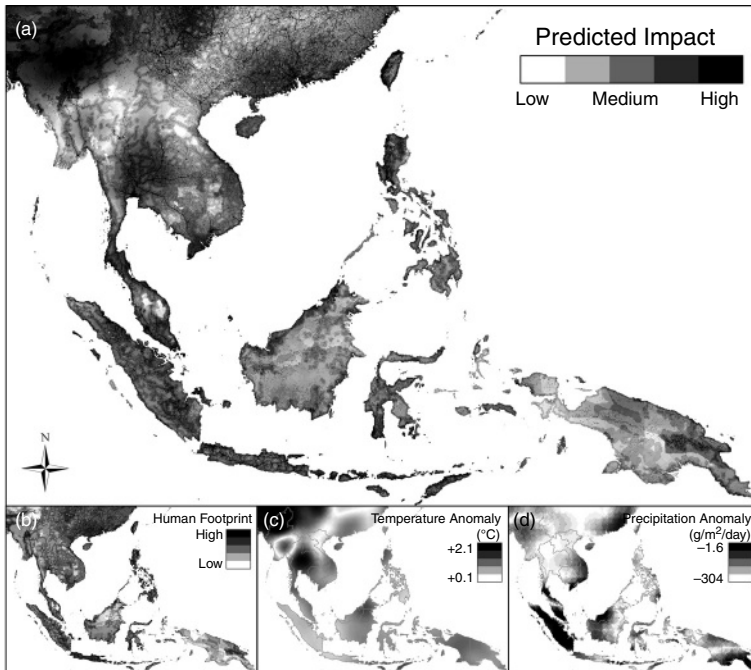 (a)
Predicted Impact
Low Medium High
N
(b)
Human Footprint
High
Low
(c)
Temperature Anomaly
(°C)
+2.1
+0.1
(d)
Precipitation Anomaly
(g/m²/day)
−1.6
−304